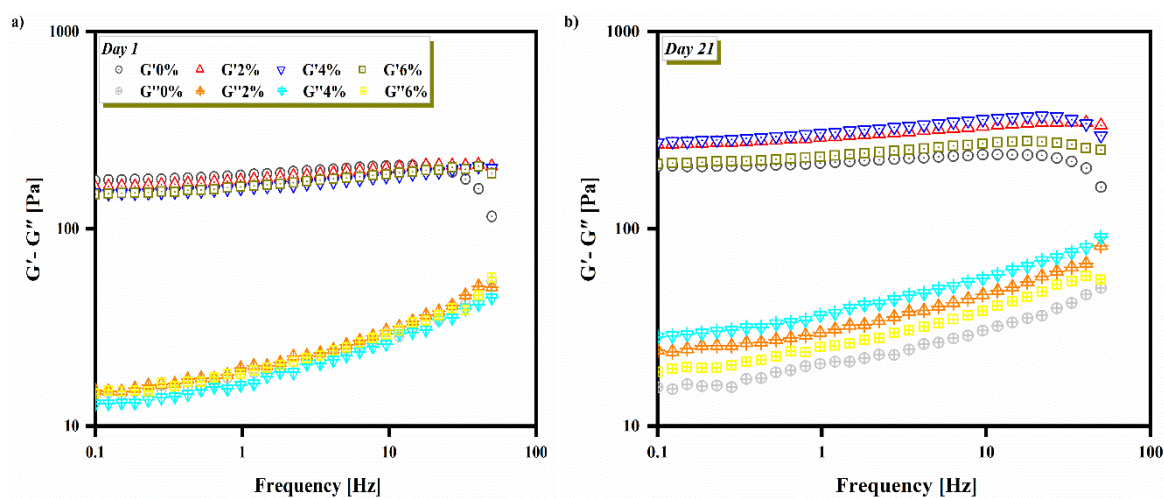 a)
1000
Day 1
G'0% G'2% G'4% G'6%
G''0% G''2% G''4% G''6%
G'- G'' [Pa]
100
10
0.1 1 10 100
Frequency [Hz]
b)
1000
Day 21
G'- G'' [Pa]
100
10
0.1 1 10 100
Frequency [Hz]